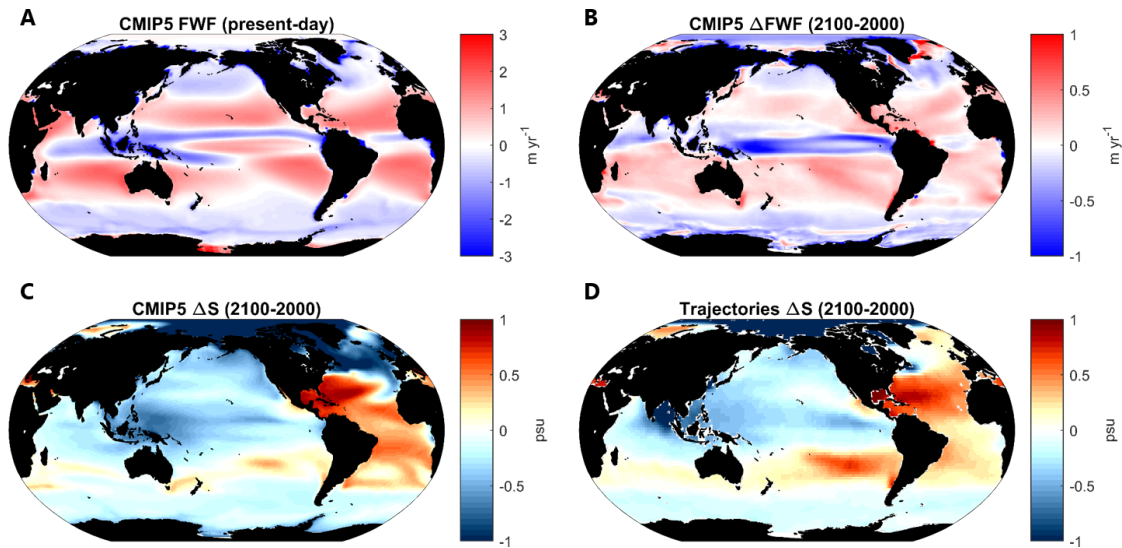 A
CMIP5 FWF (present-day)
3
2
1
0
-1
-2
-3
m yr-1
B
CMIP5 ΔFWF (2100-2000)
1
0.5
0
-0.5
-1
m yr-1
C
CMIP5 ΔS (2100-2000)
1
0.5
0
-0.5
-1
psu
D
Trajectories ΔS (2100-2000)
1
0.5
0
-0.5
-1
psu